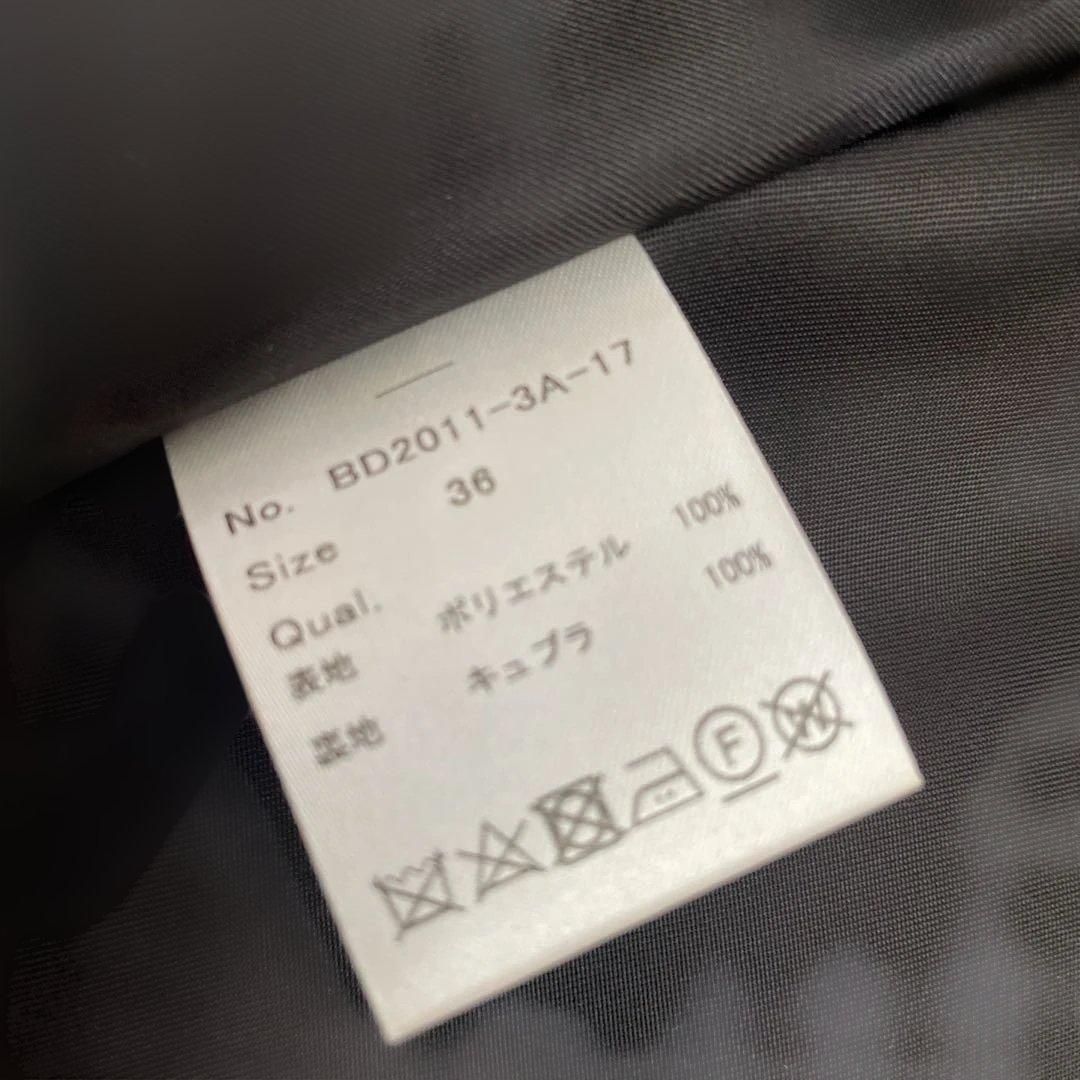 No. BD2011-3A-17
Size 36
Qual.
表地 ポリエステル 100%
裏地 キュプラ 100%
F
W